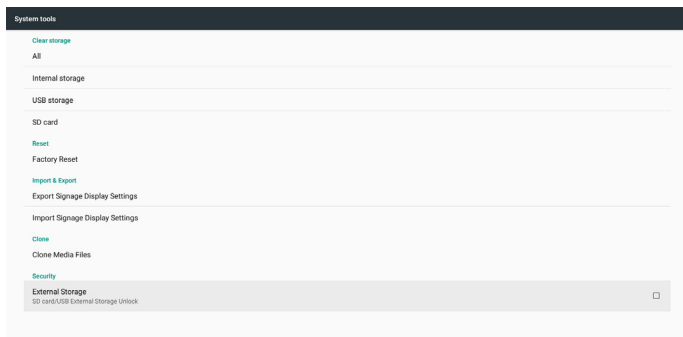 System tools
Clear storage
All
Internal storage
USB storage
SD card
Reset
Factory Reset
Import & Export
Export Signage Display Settings
Import Signage Display Settings
Clone
Clone Media Files
Security
External Storage
SD card/USB External Storage Unlock